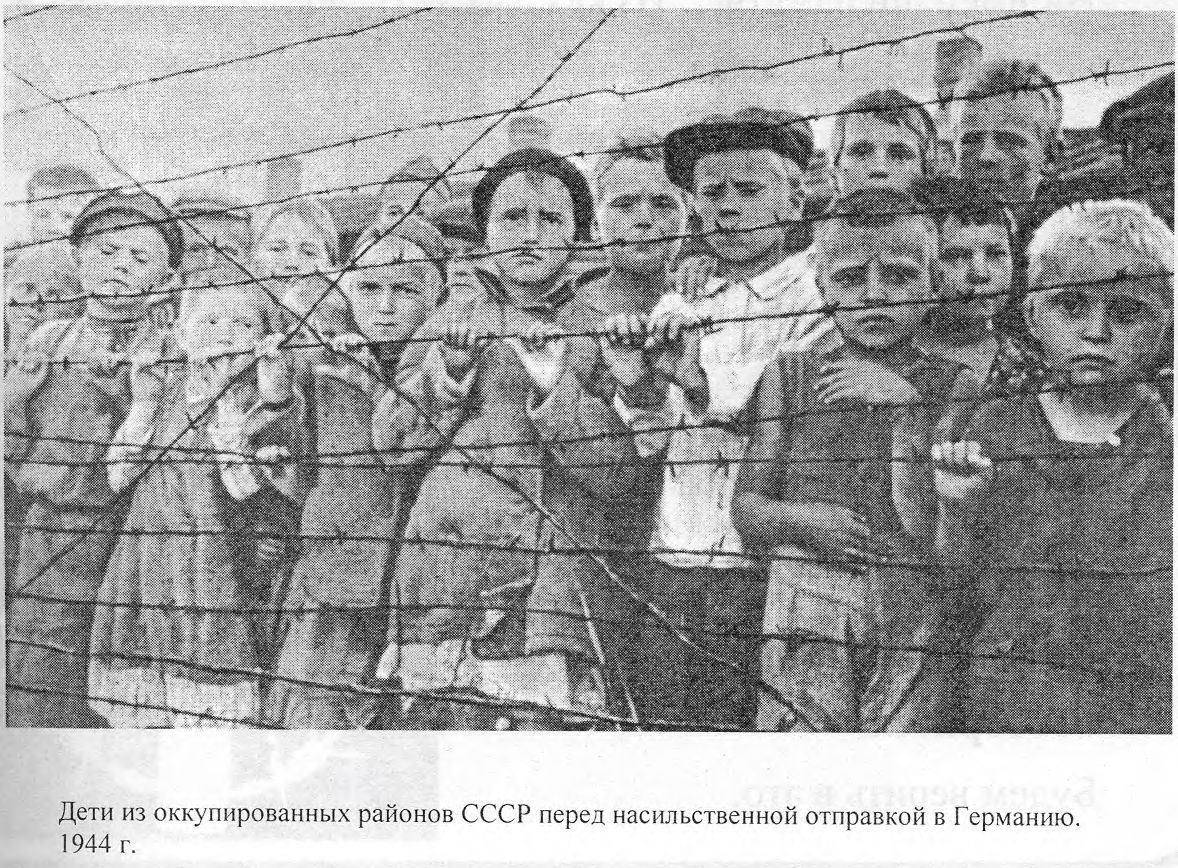 Дети из оккупированных районов СССР перед насильственной отправкой в Германию.
1944 г.